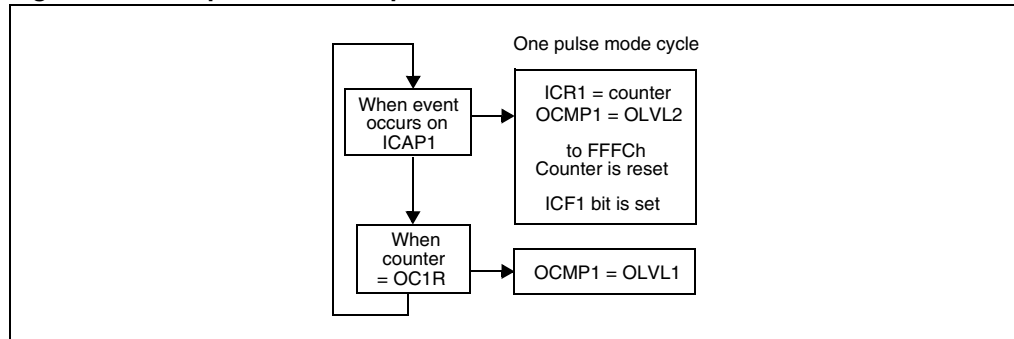 One pulse mode cycle
When event
occurs on
ICAP1
ICR1 = counter
OCMP1 = OLVL2
to FFFCh
Counter is reset
ICF1 bit is set
When
counter
= OC1R
OCMP1 = OLVL1